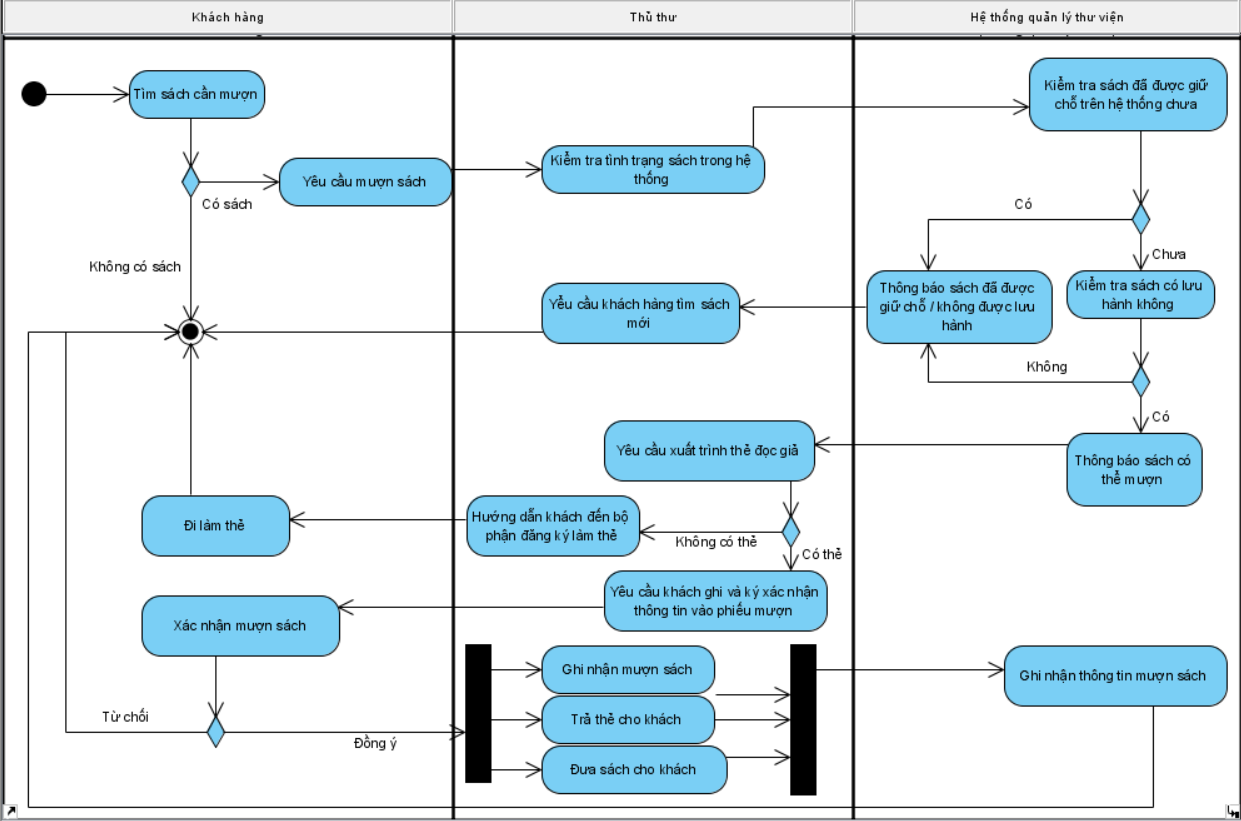 Khách hàng
Thủ thư
Hệ thống quản lý thư viện
Tìm sách cần mượn
Kiểm tra sách đã được giữ
chỗ trên hệ thống chưa
Kiểm tra tình trạng sách trong hệ
thống
Yêu cầu mượn sách
Có sách
Có
Không có sách
Chưa
Kiểm tra sách có lưu
hành không
Thông báo sách đã được
giữ chỗ / không được lưu
hành
Yểu cầu khách hàng tìm sách
mới
Không
Có
Yêu cầu xuất trình thẻ đọc giả
Thông báo sách có
thể mượn
Đi làm thẻ
Hướng dẫn khách đến bộ
phận đăng ký làm thẻ
Không có thẻ
Có thẻ
Yêu cầu khách ghi và ký xác nhận
thông tin vào phiếu mượn
Xác nhận mượn sách
Ghi nhận mượn sách
Ghi nhận thông tin mượn sách
Từ chối
Trả thẻ cho khách
Đồng ý
Đưa sách cho khách